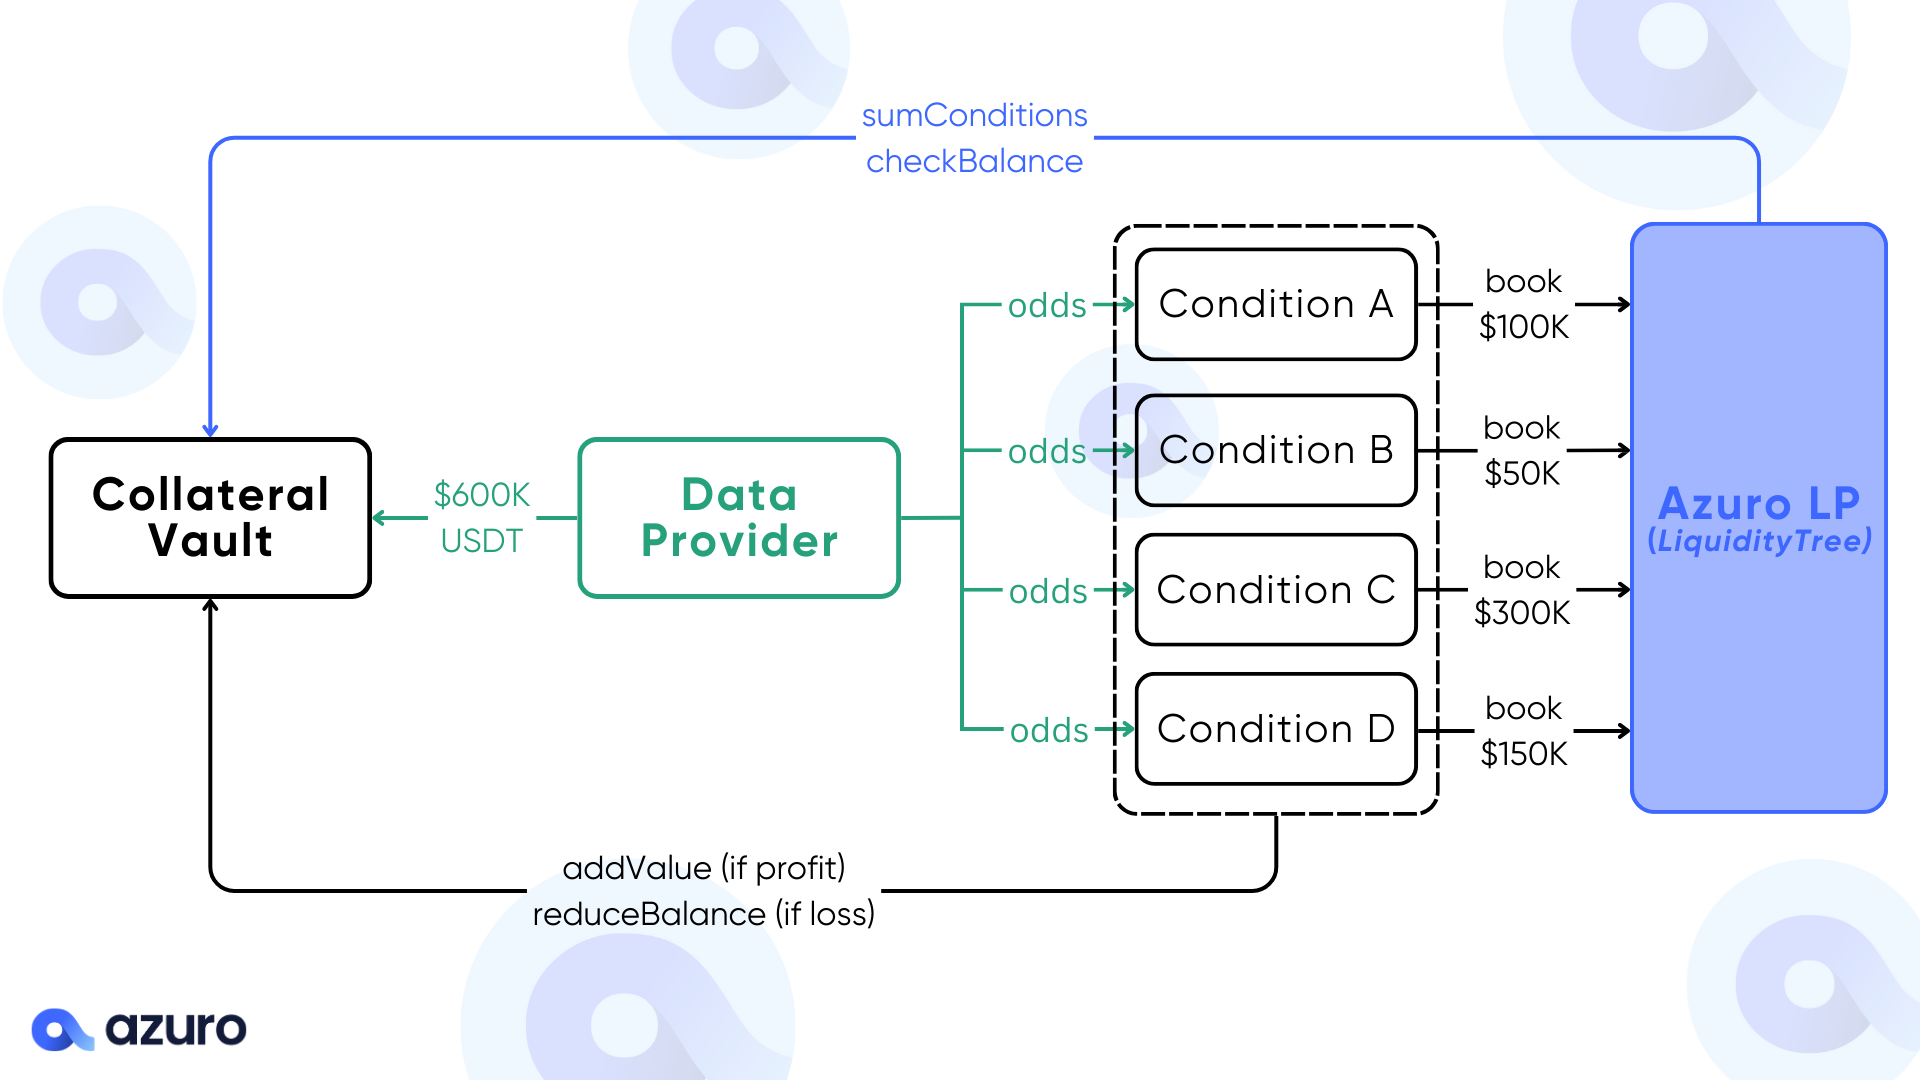 sumConditions
checkBalance
odds
Condition A
book
$100K
odds
Condition B
book
$50K
Collateral
Vault
$600K
USDT
Data
Provider
Azuro LP
(LiquidityTree)
odds
Condition C
book
$300K
odds
Condition D
book
$150K
addValue (if profit)
reduceBalance (if loss)
azuro